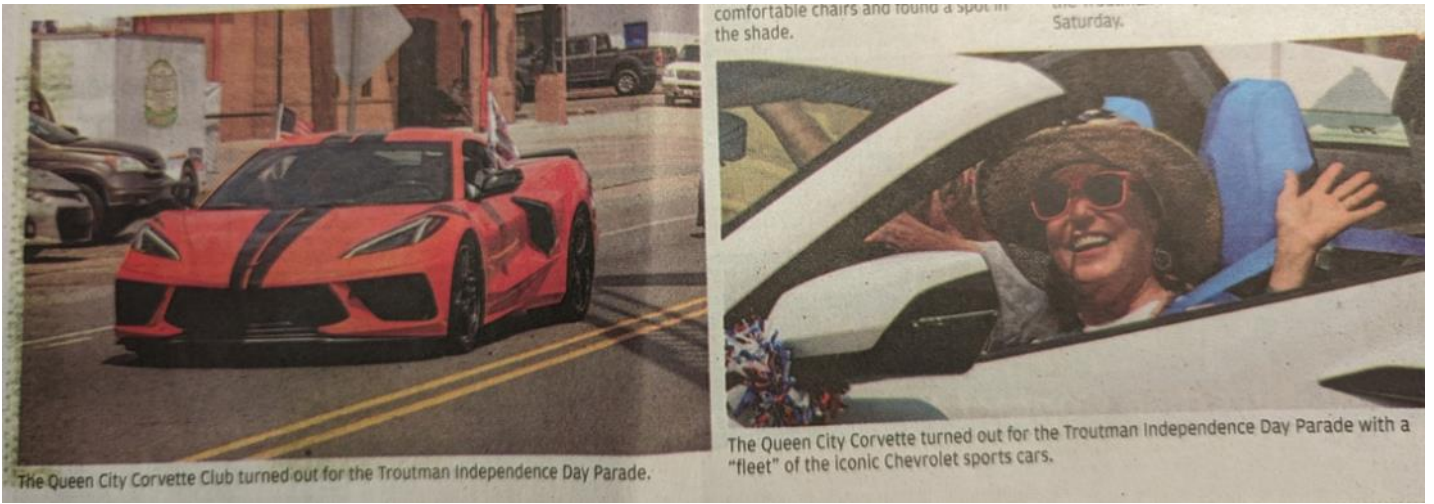 comfortable chairs and found a spot in
the shade.
Saturday.
The Queen City Corvette Club turned out for the Troutman Independence Day Parade.
The Queen City Corvette turned out for the Troutman Independence Day Parade with a
"fleet" of the iconic Chevrolet sports cars.